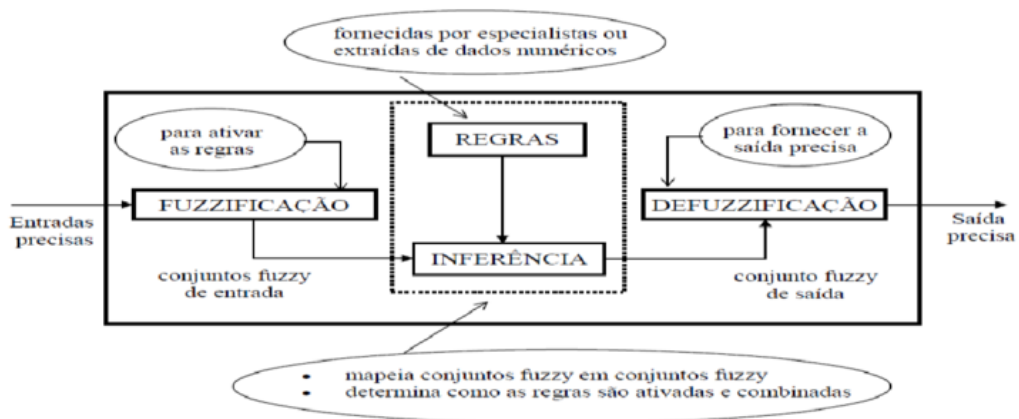 fornecidas por especialistas ou
extraídas de dados numéricos
para ativar
as regras
REGRAS
para fornecer a
saída precisa
FUZZIFICAÇÃO
DEFUZZIFICAÇÃO
Entradas
precisas
Saída
precisa
INFERÊNCIA
conjuntos fuzzy
de entrada
conjunto fuzzy
de saída
• mapeia conjuntos fuzzy em conjuntos fuzzy
• determina como as regras são ativadas e combinadas